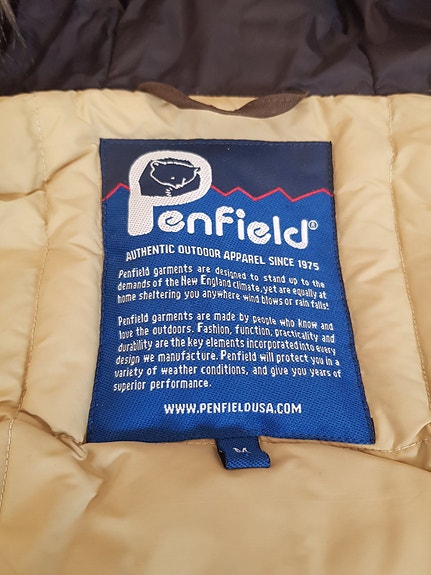 Penfield®
AUTHENTIC OUTDOOR APPAREL SINCE 1975
Penfield garments are designed to stand up to the
demands of the New England climate, yet are equally at
home sheltering you anywhere wind blows or rain falls!
Penfield garments are made by people who know and
love the outdoors. Fashion, function, practicality and
durability are the key elements incorporated into every
design we manufacture. Penfield will protect you in a
variety of weather conditions, and give you years of
superior performance.
WWW.PENFIELDUSA.COM
M